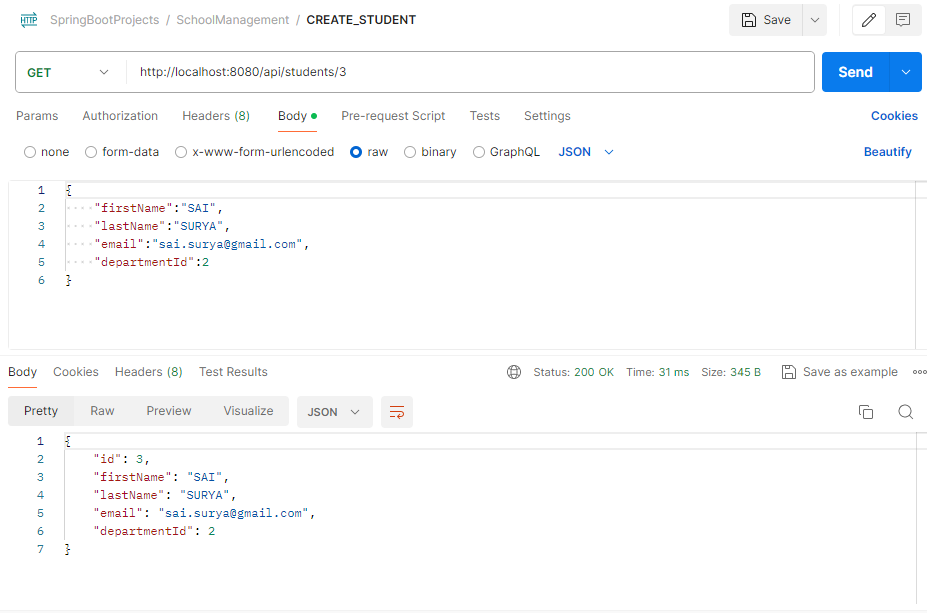 HTTP SpringBootProjects / SchoolManagement / CREATE_STUDENT Save
GET http://localhost:8080/api/students/3 Send
Params Authorization Headers (8) Body Pre-request Script Tests Settings Cookies
none form-data x-www-form-urlencoded raw binary GraphQL JSON Beautify
1 {
2 "firstName":"SAI",
3 "lastName":"SURYA",
4 "email":"sai.surya@gmail.com",
5 "departmentId":2
6 }
Body Cookies Headers (8) Test Results Status: 200 OK Time: 31 ms Size: 345 B Save as example
Pretty Raw Preview Visualize JSON
1 {
2 "id": 3,
3 "firstName": "SAI",
4 "lastName": "SURYA",
5 "email": "sai.surya@gmail.com",
6 "departmentId": 2
7 }